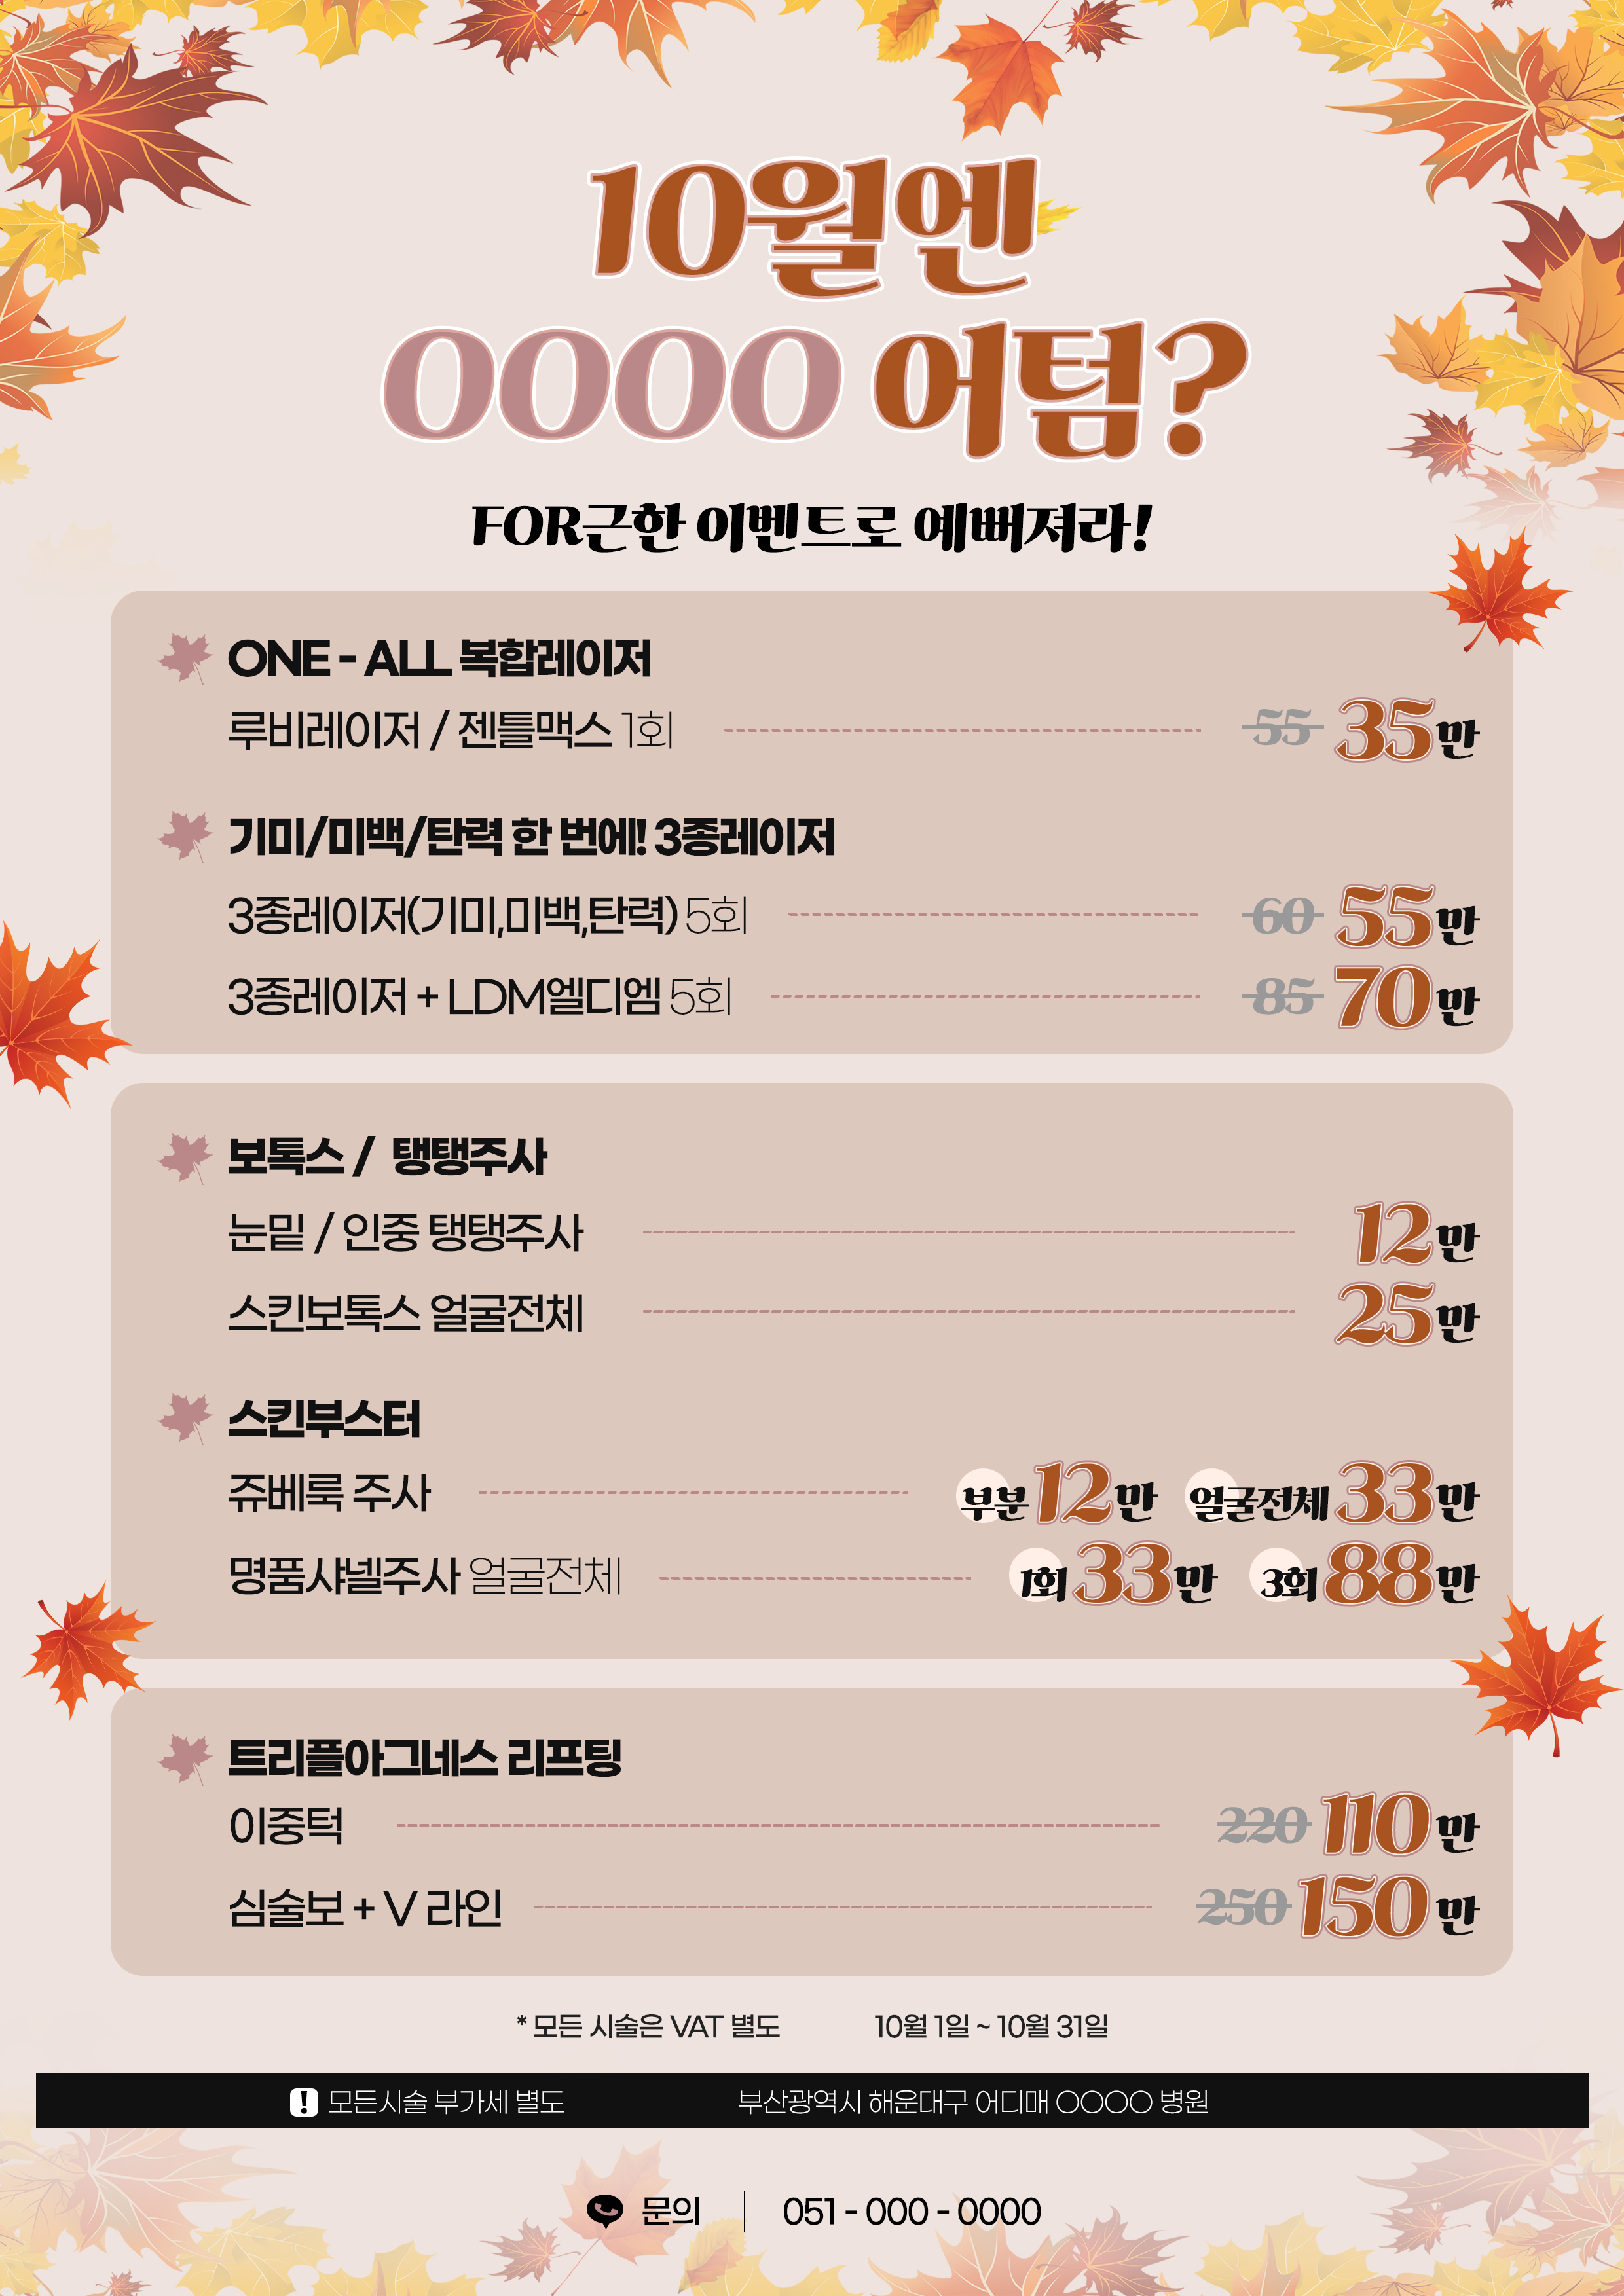 10월엔
OOOO 어텀?
FOR근한 이벤트로 예뻐져라!
ONE - ALL 복합레이저
루비레이저 / 젠틀맥스 1회 55 35만
기미/미백/탄력 한 번에! 3종레이저
3종레이저(기미,미백,탄력) 5회 60 55만
3종레이저 + LDM엘디엠 5회 85 70만
보톡스 / 탱탱주사
눈밑 / 인중 탱탱주사 12만
스킨보톡스 얼굴전체 25만
스킨부스터
쥬베룩 주사 부분 12만 얼굴전체 33만
명품샤넬주사 얼굴전체 1회 33만 3회 88만
트리플아그네스 리프팅
이중턱 220 110만
심술보 + V 라인 250 150만
* 모든 시술은 VAT 별도 10월 1일 ~ 10월 31일
! 모든시술 부가세 별도 부산광역시 해운대구 어디매 OOOO 병원
문의 051 - 000 - 0000